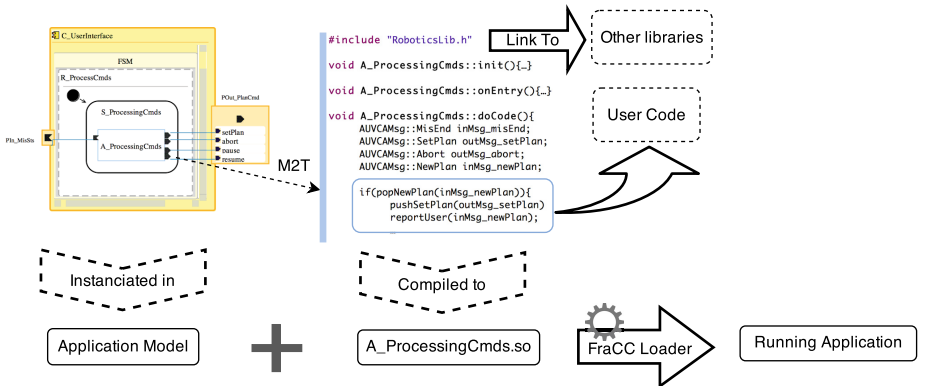 C_UserInterface
FSM
R_ProcessCmds
S_ProcessingCmds
A_ProcessingCmds
PIn_MisSta
POut_PlanCmd
setPlan
abort
pause
resume
M2T
#include "RoboticsLib.h"
void A_ProcessingCmds::init(){…}
void A_ProcessingCmds::onEntry(){…}
void A_ProcessingCmds::doCode(){
AUVCAMsg::MisEnd inMsg_misEnd;
AUVCAMsg::SetPlan outMsg_setPlan;
AUVCAMsg::Abort outMsg_abort;
AUVCAMsg::NewPlan inMsg_newPlan;
if(popNewPlan(inMsg_newPlan)){
pushSetPlan(outMsg_setPlan)
reportUser(inMsg_newPlan);
Link To
Other libraries
User Code
Instanciated in
Compiled to
Application Model
A_ProcessingCmds.so
FraCC Loader
Running Application